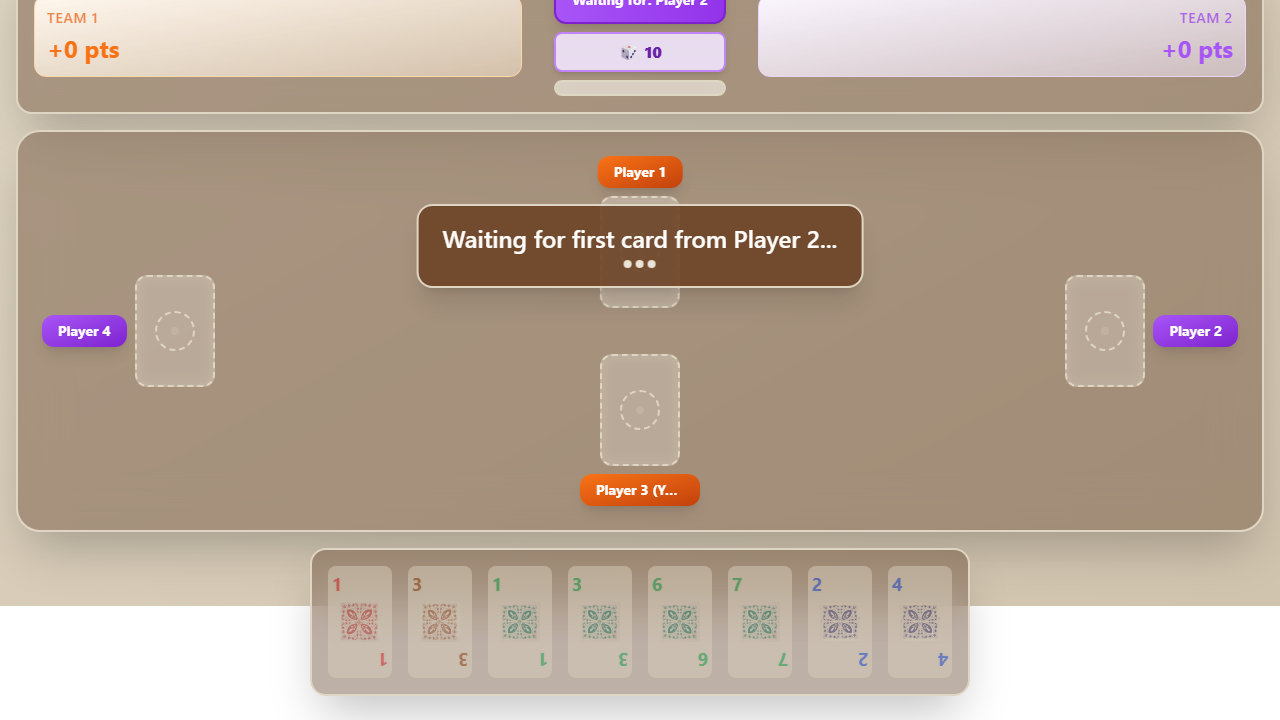 Waiting for: Player 2
TEAM 1
TEAM 2
+0 pts
🎲 10
+0 pts
Player 1
Waiting for first card from Player 2...
Player 4
Player 2
Player 3 (Y...
1 3 1 3 6 7 2 4
1 3 1 3 6 7 2 4